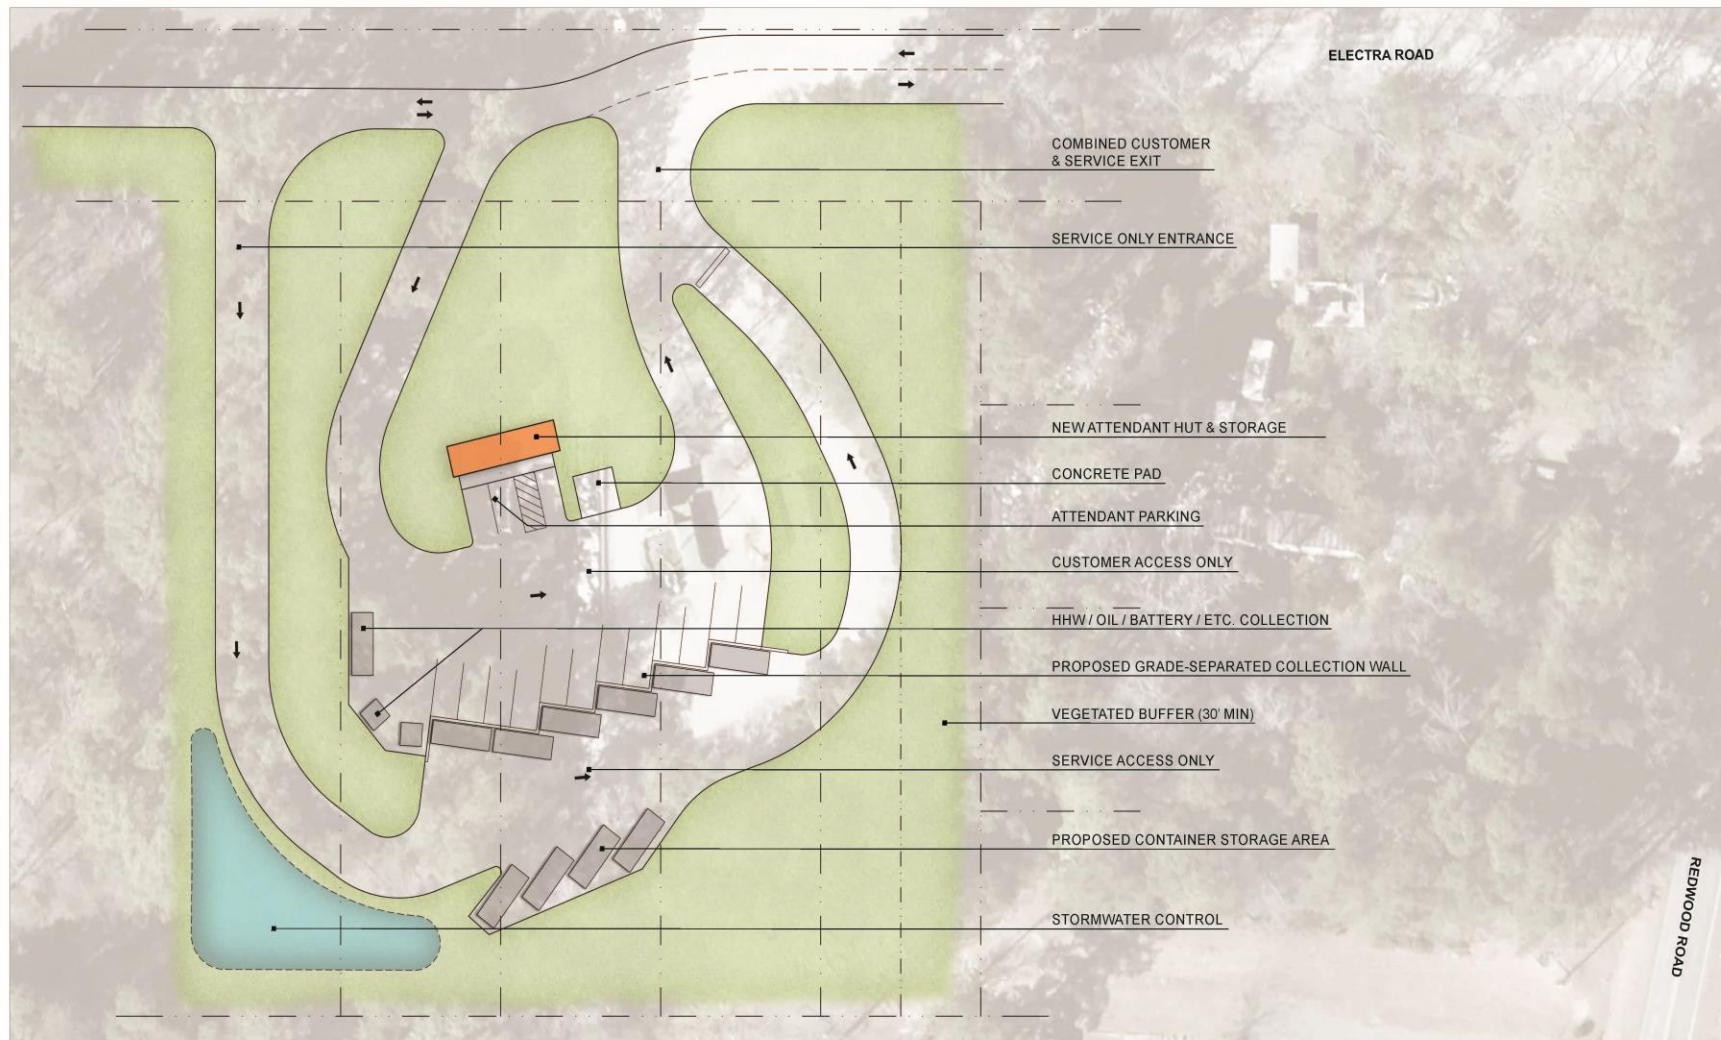 ELECTRA ROAD
COMBINED CUSTOMER
& SERVICE EXIT
SERVICE ONLY ENTRANCE
NEW ATTENDANT HUT & STORAGE
CONCRETE PAD
ATTENDANT PARKING
CUSTOMER ACCESS ONLY
HHW / OIL / BATTERY / ETC. COLLECTION
PROPOSED GRADE-SEPARATED COLLECTION WALL
VEGETATED BUFFER (30' MIN)
SERVICE ACCESS ONLY
PROPOSED CONTAINER STORAGE AREA
STORMWATER CONTROL
REDWOOD ROAD